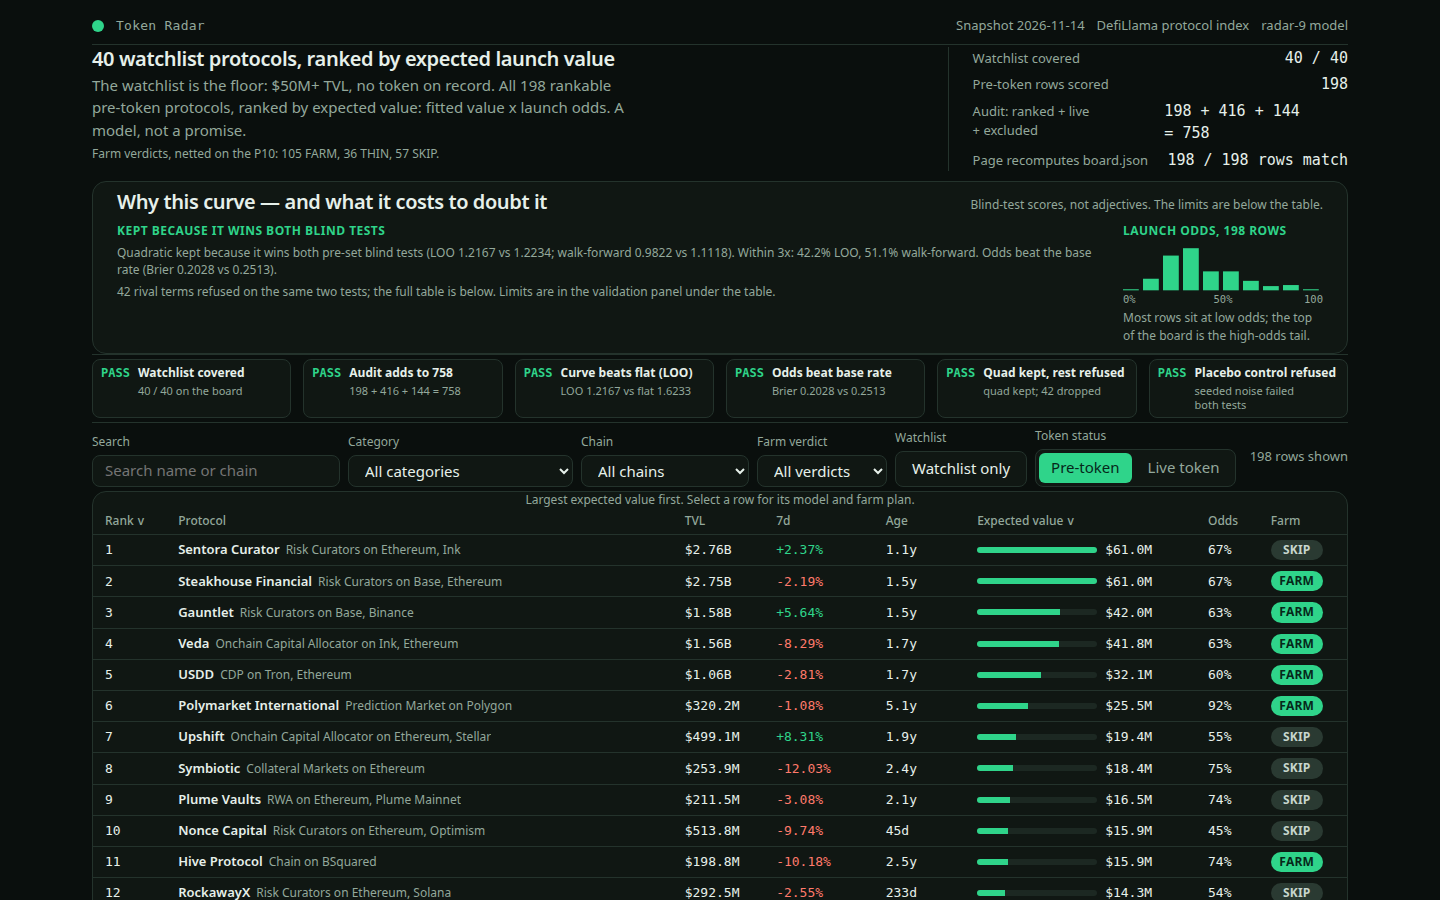 Token Radar
Snapshot 2026-11-14 DefiLlama protocol index radar-9 model
40 watchlist protocols, ranked by expected launch value
The watchlist is the floor: $50M+ TVL, no token on record. All 198 rankable
pre-token protocols, ranked by expected value: fitted value x launch odds. A
model, not a promise.
Farm verdicts, netted on the P10: 105 FARM, 36 THIN, 57 SKIP.
Watchlist covered 40 / 40
Pre-token rows scored 198
Audit: ranked + live
+ excluded
198 + 416 + 144
= 758
Page recomputes board.json 198 / 198 rows match
Why this curve — and what it costs to doubt it
Blind-test scores, not adjectives. The limits are below the table.
KEPT BECAUSE IT WINS BOTH BLIND TESTS
Quadratic kept because it wins both pre-set blind tests (LOO 1.2167 vs 1.2234; walk-forward 0.9822 vs 1.1118). Within 3x: 42.2% LOO, 51.1% walk-forward. Odds beat the base
rate (Brier 0.2028 vs 0.2513).
42 rival terms refused on the same two tests; the full table is below. Limits are in the validation panel under the table.
LAUNCH ODDS, 198 ROWS
0% 50% 100
Most rows sit at low odds; the top
of the board is the high-odds tail.
PASS Watchlist covered
40 / 40 on the board
PASS Audit adds to 758
198 + 416 + 144 = 758
PASS Curve beats flat (LOO)
LOO 1.2167 vs flat 1.6233
PASS Odds beat base rate
Brier 0.2028 vs 0.2513
PASS Quad kept, rest refused
quad kept; 42 dropped
PASS Placebo control refused
seeded noise failed
both tests
Search
Search name or chain
Category
All categories
Chain
All chains
Farm verdict
All verdicts
Watchlist
Watchlist only
Token status
Pre-token Live token
198 rows shown
Largest expected value first. Select a row for its model and farm plan.
Rank v Protocol TVL 7d Age Expected value v Odds Farm
1 Sentora Curator Risk Curators on Ethereum, Ink $2.76B +2.37% 1.1y $61.0M 67% SKIP
2 Steakhouse Financial Risk Curators on Base, Ethereum $2.75B -2.19% 1.5y $61.0M 67% FARM
3 Gauntlet Risk Curators on Base, Binance $1.58B +5.64% 1.5y $42.0M 63% FARM
4 Veda Onchain Capital Allocator on Ink, Ethereum $1.56B -8.29% 1.7y $41.8M 63% FARM
5 USDD CDP on Tron, Ethereum $1.06B -2.81% 1.7y $32.1M 60% FARM
6 Polymarket International Prediction Market on Polygon $320.2M -1.08% 5.1y $25.5M 92% FARM
7 Upshift Onchain Capital Allocator on Ethereum, Stellar $499.1M +8.31% 1.9y $19.4M 55% SKIP
8 Symbiotic Collateral Markets on Ethereum $253.9M -12.03% 2.4y $18.4M 75% SKIP
9 Plume Vaults RWA on Ethereum, Plume Mainnet $211.5M -3.08% 2.1y $16.5M 74% SKIP
10 Nonce Capital Risk Curators on Ethereum, Optimism $513.8M -9.74% 45d $15.9M 45% SKIP
11 Hive Protocol Chain on BSquared $198.8M -10.18% 2.5y $15.9M 74% FARM
12 RockawayX Risk Curators on Ethereum, Solana $292.5M -2.55% 233d $14.3M 54% SKIP